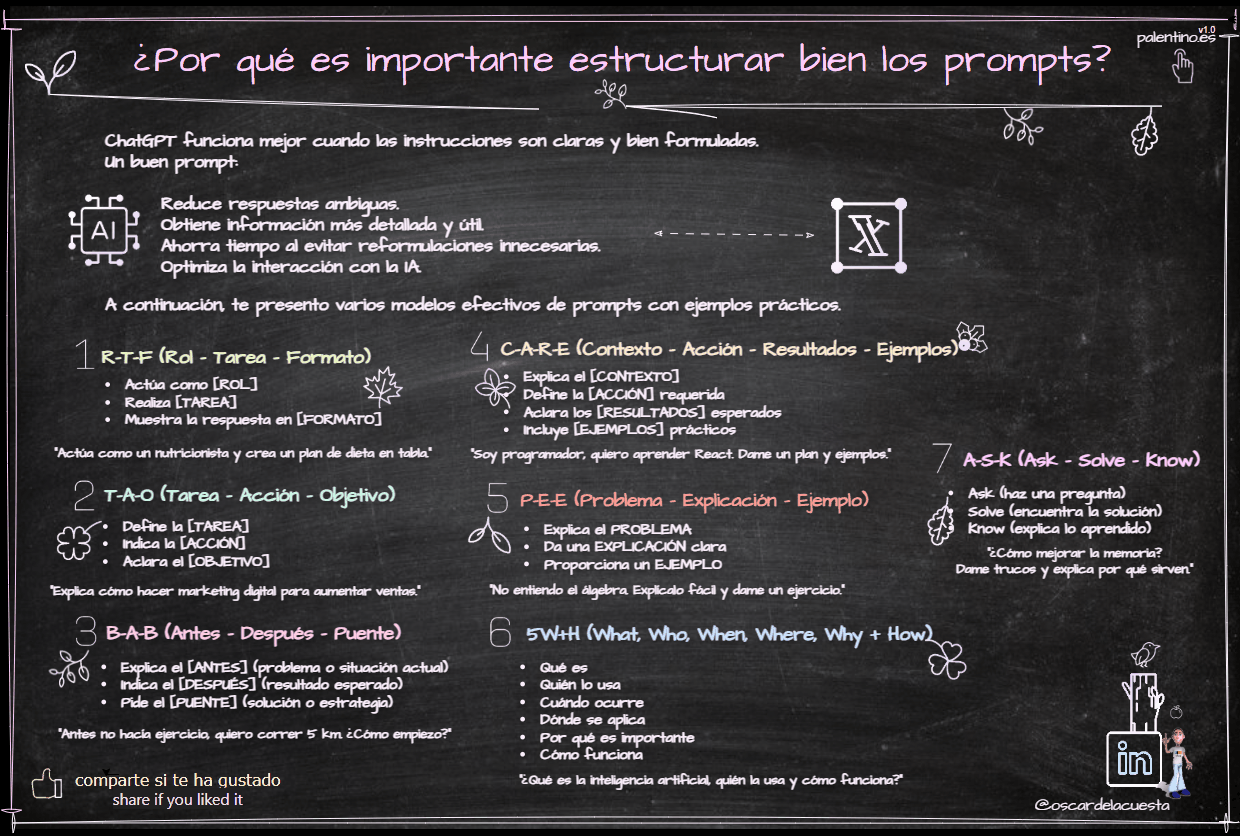 v1.0
palentino.es
¿Por qué es importante estructurar bien los prompts?
ChatGPT funciona mejor cuando las instrucciones son claras y bien formuladas.
Un buen prompt:
AI
Reduce respuestas ambiguas.
Obtiene información más detallada y útil.
Ahorra tiempo al evitar reformulaciones innecesarias.
Optimiza la interacción con la IA.
X
A continuación, te presento varios modelos efectivos de prompts con ejemplos prácticos.
1 R-T-F (Rol - Tarea - Formato)
• Actúa como [ROL]
• Realiza [TAREA]
• Muestra la respuesta en [FORMATO]
"Actúa como un nutricionista y crea un plan de dieta en tabla."
2 T-A-O (Tarea - Acción - Objetivo)
• Define la [TAREA]
• Indica la [ACCIÓN]
• Aclara el [OBJETIVO]
"Explica cómo hacer marketing digital para aumentar ventas."
3 B-A-B (Antes - Después - Puente)
• Explica el [ANTES] (problema o situación actual)
• Indica el [DESPUÉS] (resultado esperado)
• Pide el [PUENTE] (solución o estrategia)
"Antes no hacía ejercicio, quiero correr 5 km. ¿Cómo empiezo?"
4 C-A-R-E (Contexto - Acción - Resultados - Ejemplos)
• Explica el [CONTEXTO]
• Define la [ACCIÓN] requerida
• Aclara los [RESULTADOS] esperados
• Incluye [EJEMPLOS] prácticos
"Soy programador, quiero aprender React. Dame un plan y ejemplos."
5 P-E-E (Problema - Explicación - Ejemplo)
• Explica el PROBLEMA
• Da una EXPLICACIÓN clara
• Proporciona un EJEMPLO
"No entiendo el álgebra. Explícalo fácil y dame un ejercicio."
6 5W+H (What, Who, When, Where, Why + How)
• Qué es
• Quién lo usa
• Cuándo ocurre
• Dónde se aplica
• Por qué es importante
• Cómo funciona
"¿Qué es la inteligencia artificial, quién la usa y cómo funciona?"
7 A-S-K (Ask - Solve - Know)
• Ask (haz una pregunta)
• Solve (encuentra la solución)
• Know (explica lo aprendido)
"¿Cómo mejorar la memoria?
Dame trucos y explica por qué sirven."
comparte si te ha gustado
share if you liked it
in
@oscardelacuesta